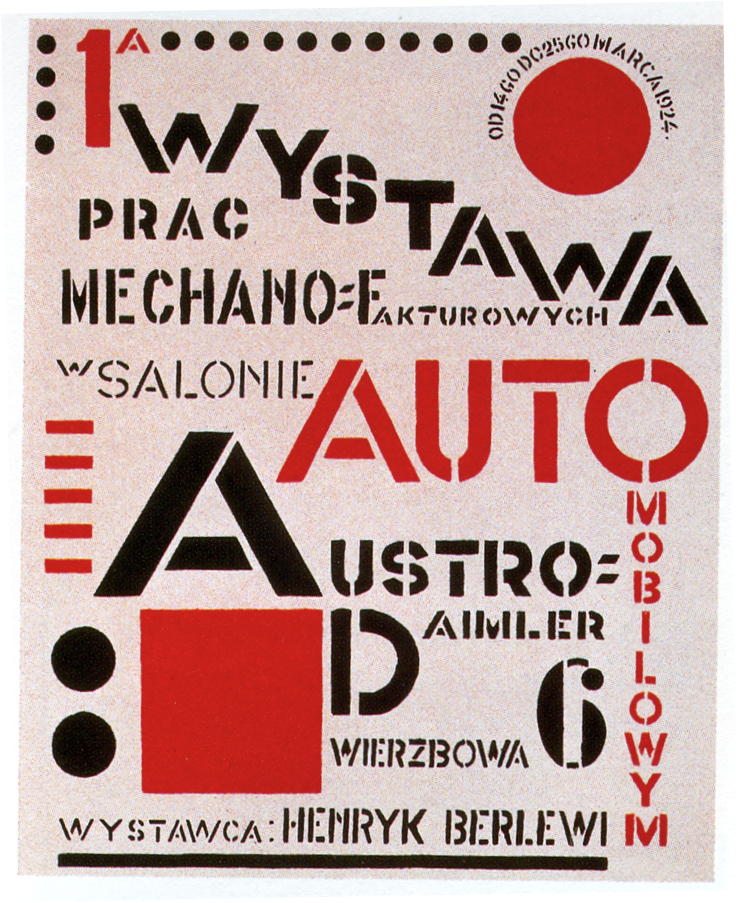 1A
OD 14GO DO 25GO MARCA 1924.
WYSTAWA
PRAC
MECHANO=FAKTUROWYCH
W SALONIE AUTO
MOBILOWYM
AUSTRO=
DAIMLER
WIERZBOWA 6
WYSTAWCA: HENRYK BERLEWI